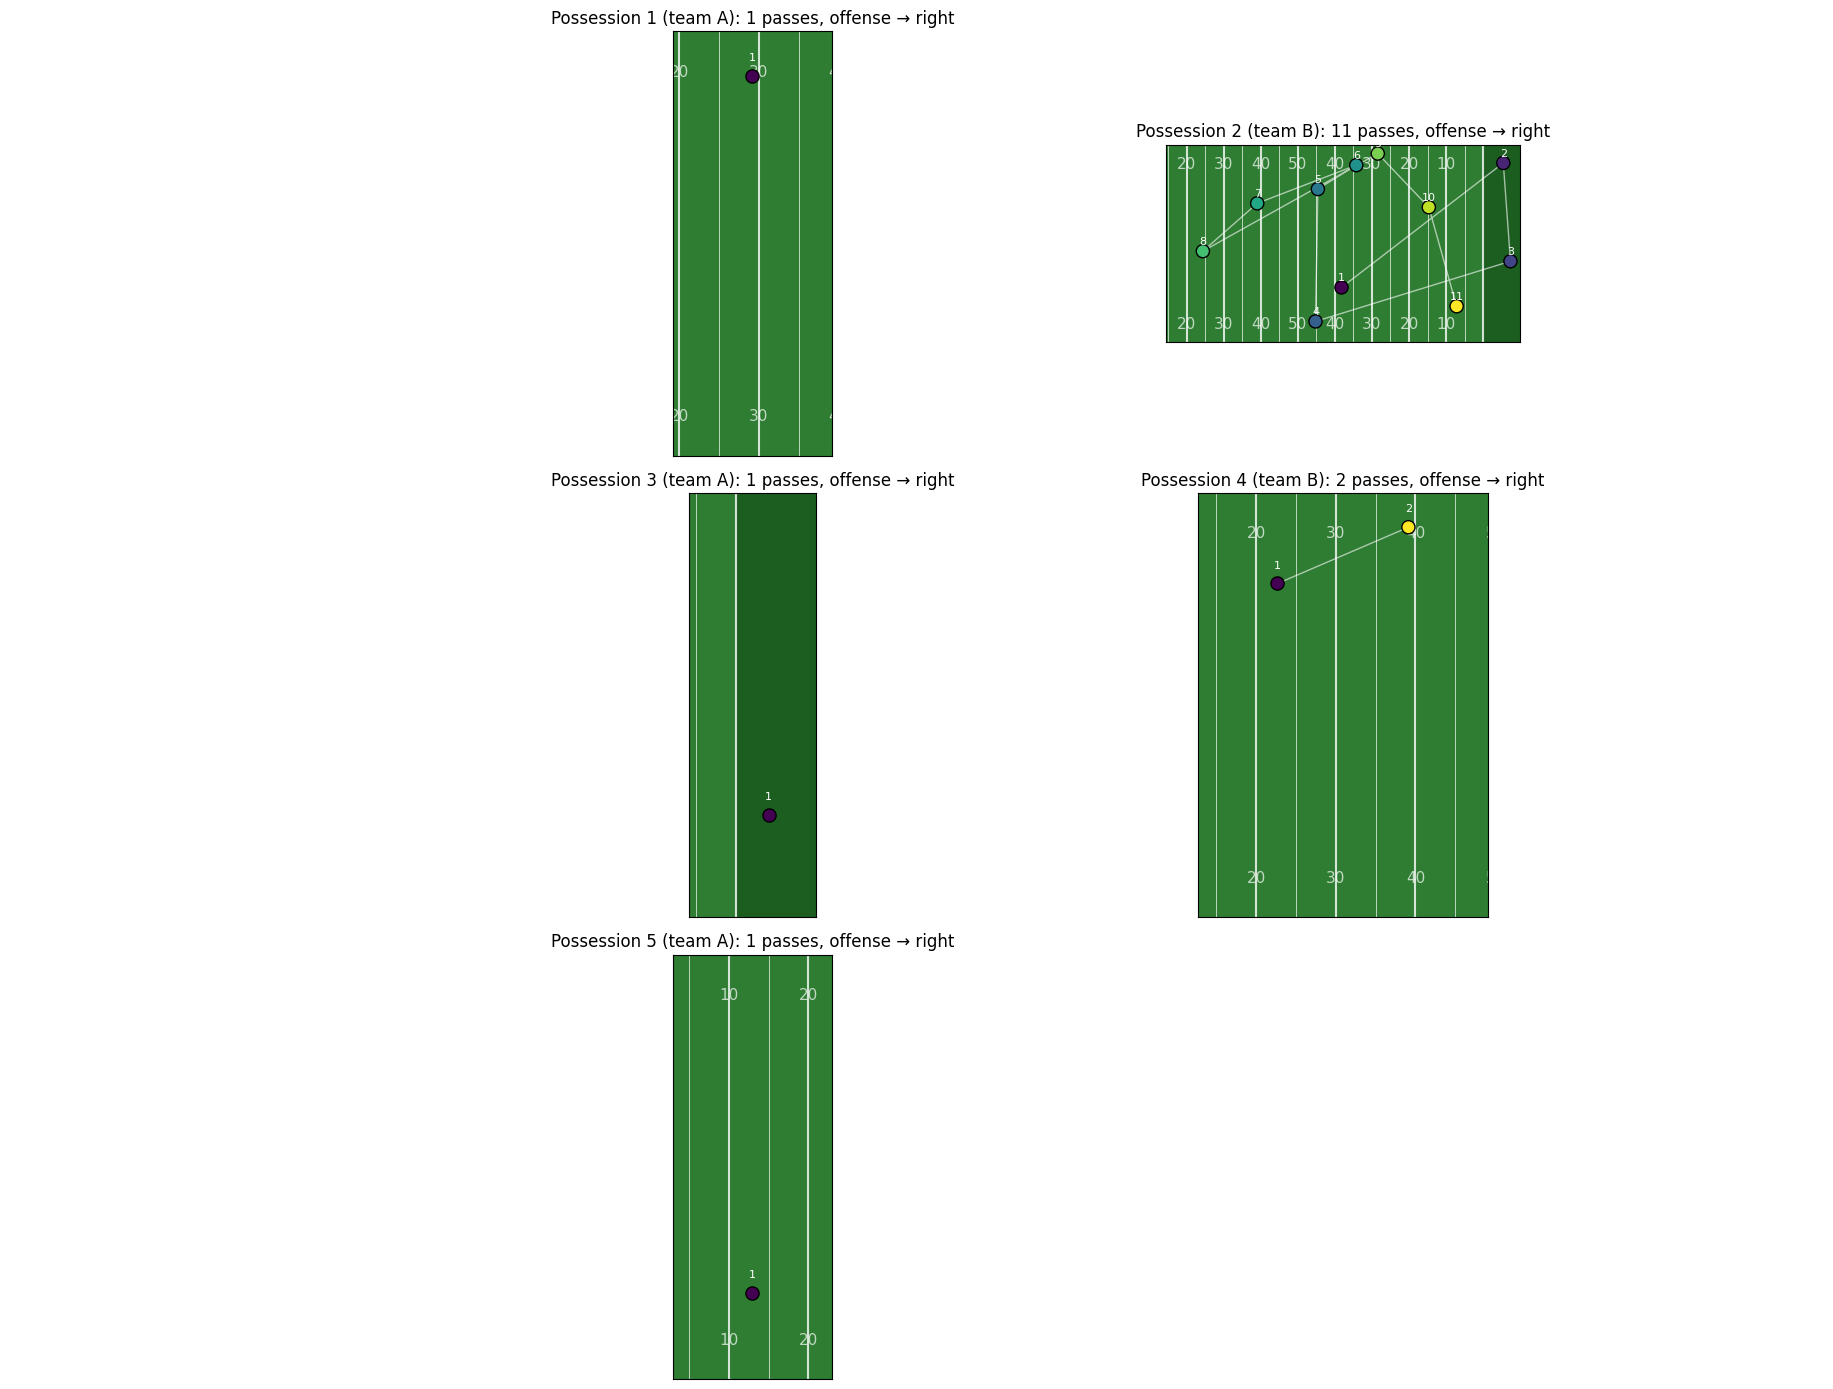 Possession 1 (team A): 1 passes, offense → right
1
20 30
20 30
Possession 2 (team B): 11 passes, offense → right
20 30 40 50 40 30 20 10
6 2
5
7
10
8
3
1
11
4
20 30 40 50 40 30 20 10
Possession 3 (team A): 1 passes, offense → right
1
Possession 4 (team B): 2 passes, offense → right
2
20 30 40
1
20 30 40
Possession 5 (team A): 1 passes, offense → right
10 20
1
10 20